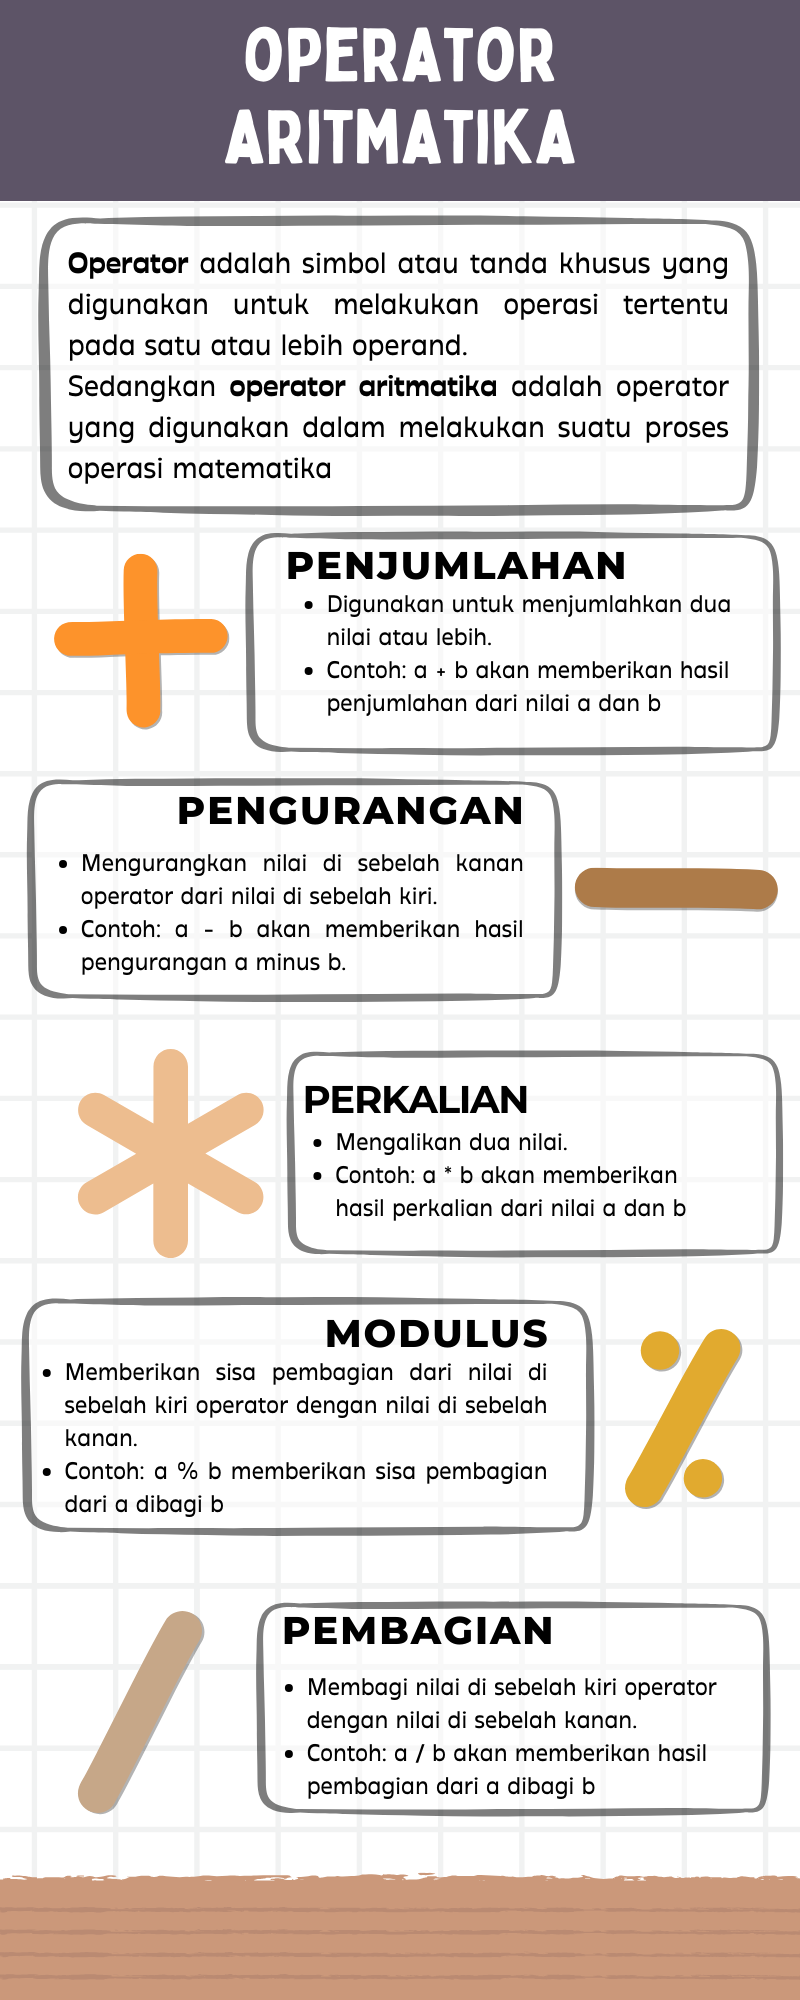 OPERATOR
ARITMATIKA
Operator adalah simbol atau tanda khusus yang
digunakan untuk melakukan operasi tertentu
pada satu atau lebih operand.
Sedangkan operator aritmatika adalah operator
yang digunakan dalam melakukan suatu proses
operasi matematika
PENJUMLAHAN
• Digunakan untuk menjumlahkan dua
nilai atau lebih.
• Contoh: a + b akan memberikan hasil
penjumlahan dari nilai a dan b
PENGURANGAN
• Mengurangkan nilai di sebelah kanan
operator dari nilai di sebelah kiri.
• Contoh: a - b akan memberikan hasil
pengurangan a minus b.
PERKALIAN
• Mengalikan dua nilai.
• Contoh: a * b akan memberikan
hasil perkalian dari nilai a dan b
MODULUS
• Memberikan sisa pembagian dari nilai di
sebelah kiri operator dengan nilai di sebelah
kanan.
• Contoh: a % b memberikan sisa pembagian
dari a dibagi b
PEMBAGIAN
• Membagi nilai di sebelah kiri operator
dengan nilai di sebelah kanan.
• Contoh: a / b akan memberikan hasil
pembagian dari a dibagi b